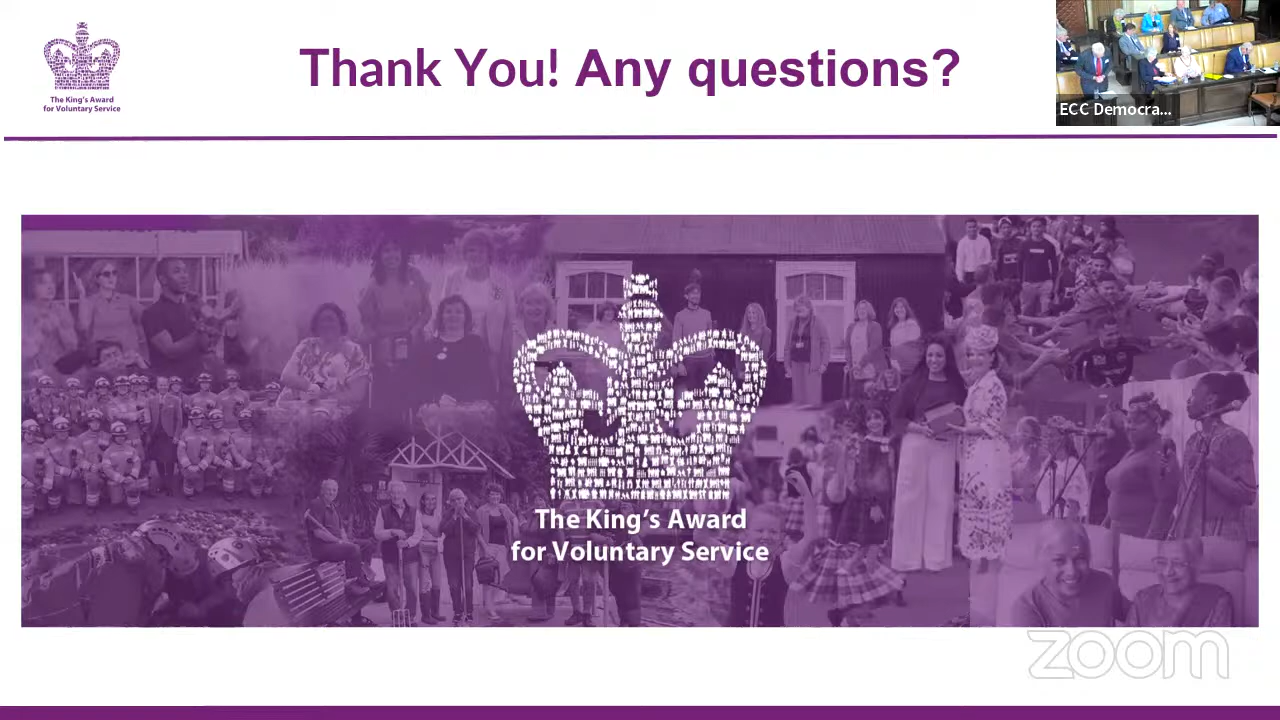 Thank You! Any questions?
The King's Award
for Voluntary Service
ECC Democra...
The King's Award
for Voluntary Service
zoom